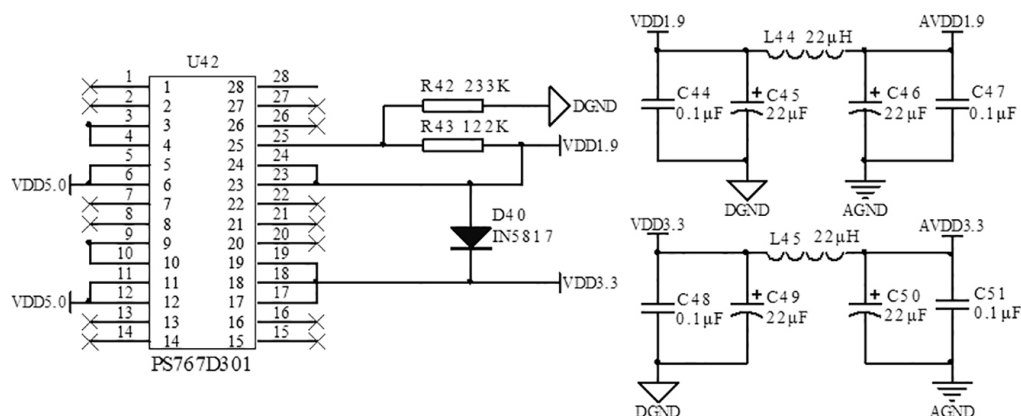 U42
1 1 28 28
2 2 27 27
3 3 26 26
4 4 25 25
5 5 24 24
6 6 23 23
7 7 22 22
8 8 21 21
9 9 20 20
10 10 19 19
11 11 18 18
12 12 17 17
13 13 16 16
14 14 15 15
PS767D301
VDD5.0
VDD5.0
R42 233K
DGND
R43 122K
VDD1.9
D40
IN5817
VDD3.3
VDD1.9
L44 22μH
AVDD1.9
C44
0.1μF
C45
22μF
C46
22μF
C47
0.1μF
DGND
AGND
VDD3.3
L45 22μH
AVDD3.3
C48
0.1μF
C49
22μF
C50
22μF
C51
0.1μF
DGND
AGND